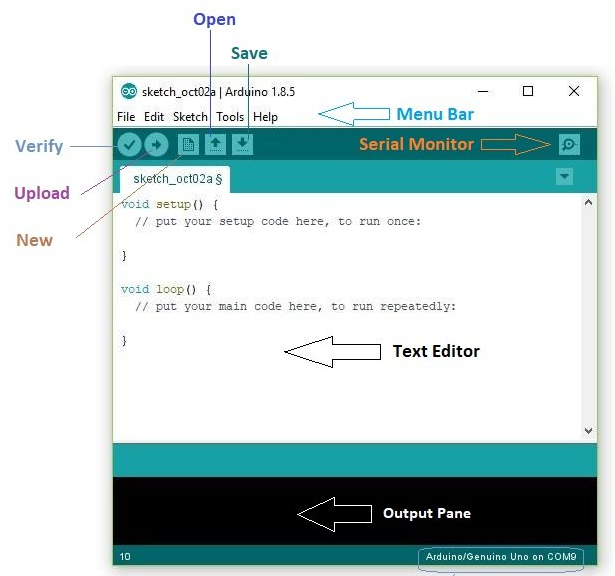 Open
Save
sketch_oct02a | Arduino 1.8.5
File Edit Sketch Tools Help
Menu Bar
Verify
Serial Monitor
Upload
sketch_oct02a §
New
void setup() {
// put your setup code here, to run once:
}
void loop() {
// put your main code here, to run repeatedly:
}
Text Editor
Output Pane
10
Arduino/Genuino Uno on COM9